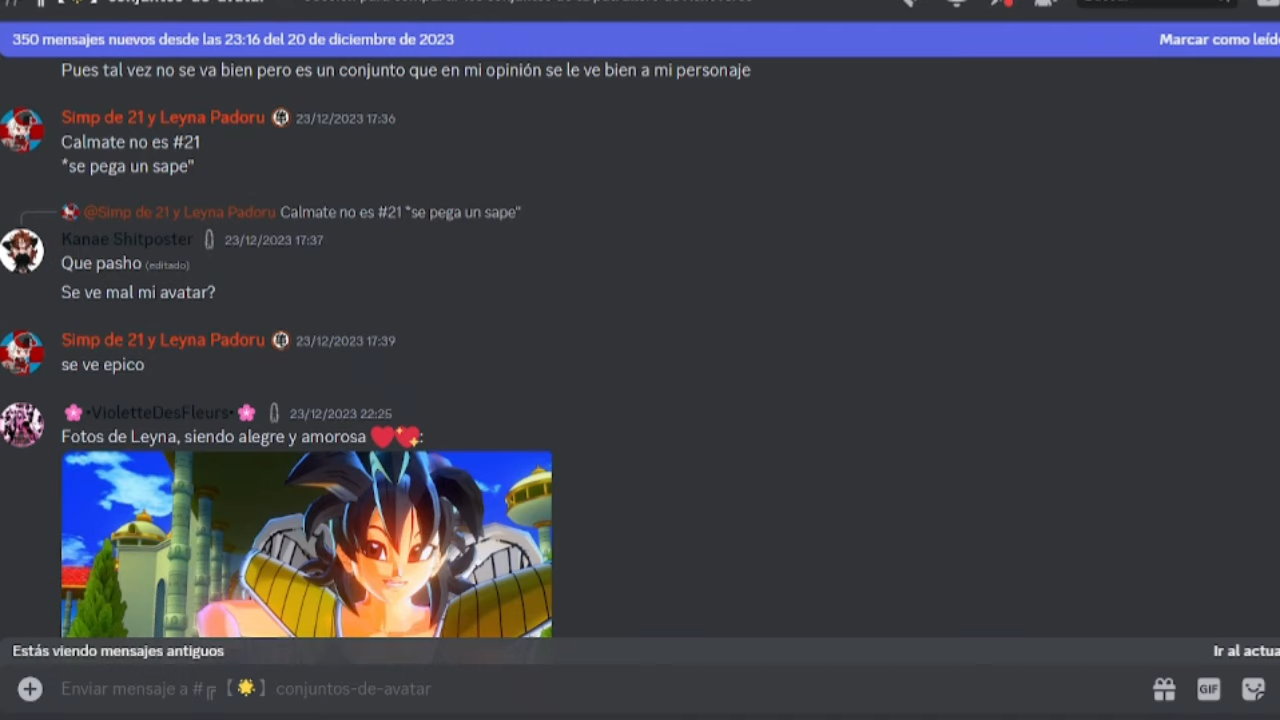 conjuntos-de-avatar
350 mensajes nuevos desde las 23:16 del 20 de diciembre de 2023
Marcar como leíd
Pues tal vez no se va bien pero es un conjunto que en mi opinión se le ve bien a mi personaje
Simp de 21 y Leyna Padoru 23/12/2023 17:36
Calmate no es #21
*se pega un sape"
@Simp de 21 y Leyna Padoru Calmate no es #21 *se pega un sape"
Kanae Shitposter 23/12/2023 17:37
Que pasho (editado)
Se ve mal mi avatar?
Simp de 21 y Leyna Padoru 23/12/2023 17:39
se ve epico
🌸•VioletteDesFleurs•🌸 23/12/2023 22:25
Fotos de Leyna, siendo alegre y amorosa ❤️💖:
Estás viendo mensajes antiguos
Ir al actua
Enviar mensaje a #╔【🌟】conjuntos-de-avatar
GIF